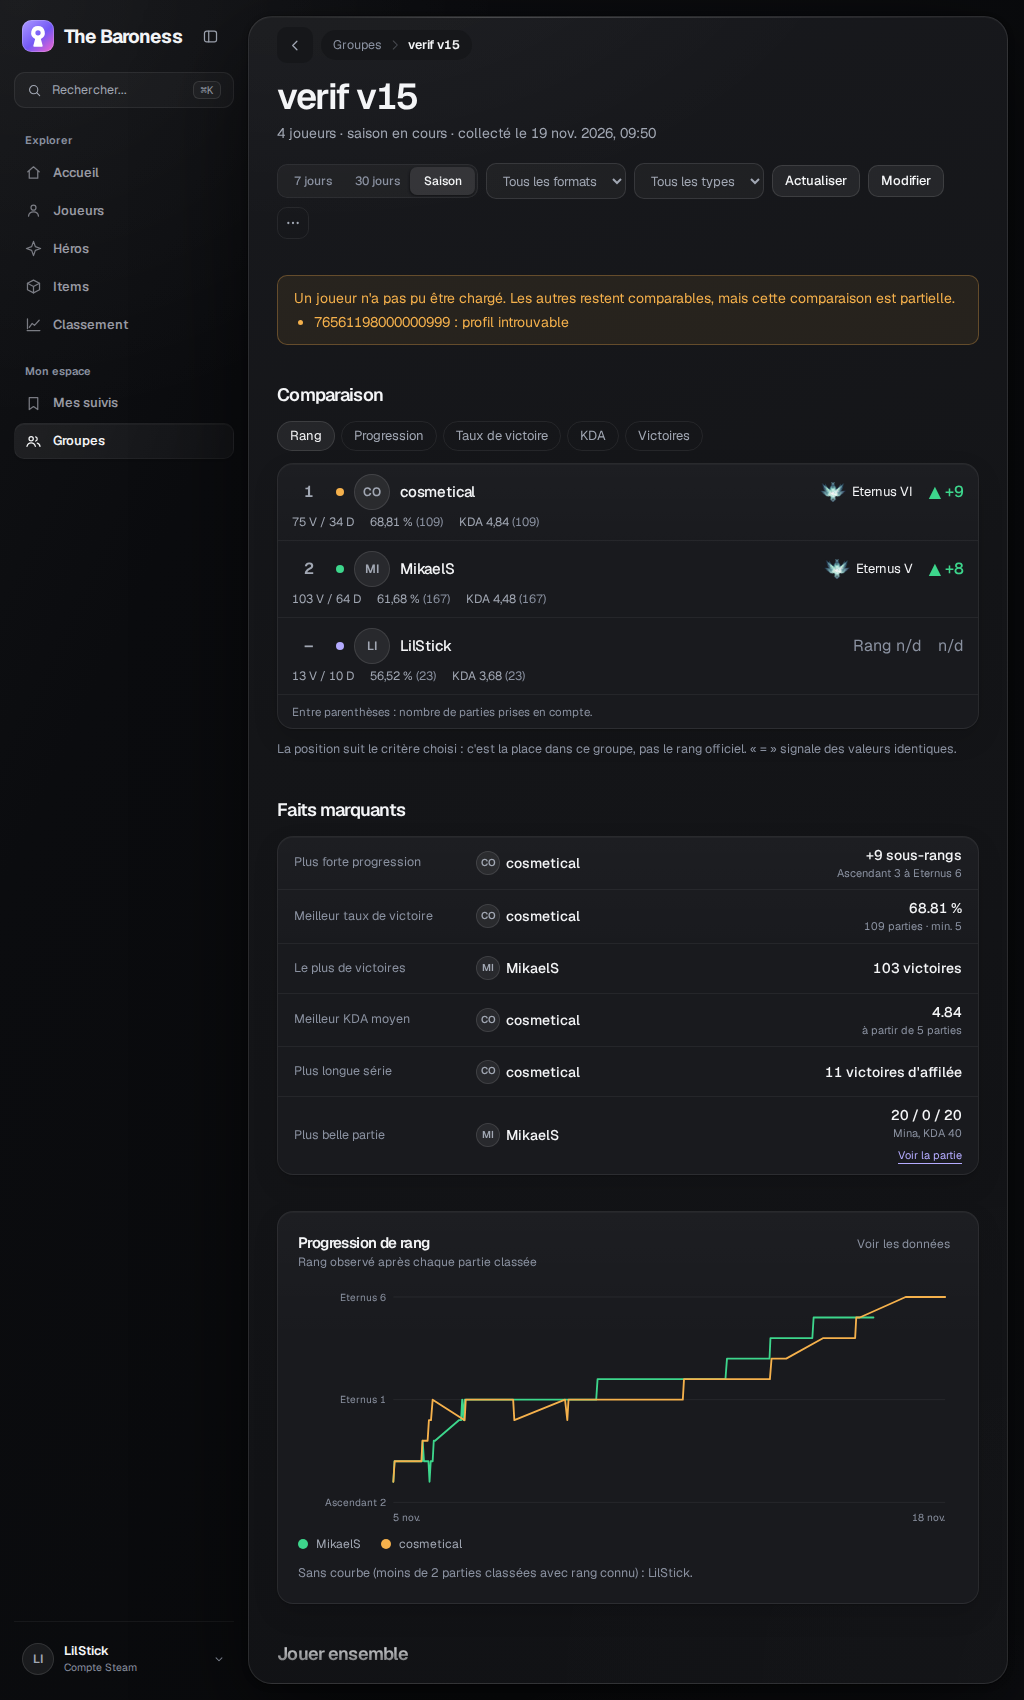 The Baroness
Rechercher...
⌘K
Explorer
Accueil
Joueurs
Héros
Items
Classement
Mon espace
Mes suivis
Groupes
Groupes > verif v15
verif v15
4 joueurs · saison en cours · collecté le 19 nov. 2026, 09:50
7 jours 30 jours Saison Tous les formats Tous les types Actualiser Modifier
···
Un joueur n'a pas pu être chargé. Les autres restent comparables, mais cette comparaison est partielle.
• 76561198000000999 : profil introuvable
Comparaison
Rang Progression Taux de victoire KDA Victoires
1 CO cosmetical Eternus VI ▲+9
75 V / 34 D 68,81 % (109) KDA 4,84 (109)
2 MI MikaelS Eternus V ▲+8
103 V / 64 D 61,68 % (167) KDA 4,48 (167)
– LI LilStick Rang n/d n/d
13 V / 10 D 56,52 % (23) KDA 3,68 (23)
Entre parenthèses : nombre de parties prises en compte.
La position suit le critère choisi : c'est la place dans ce groupe, pas le rang officiel. « = » signale des valeurs identiques.
Faits marquants
Plus forte progression CO cosmetical +9 sous-rangs
Ascendant 3 à Eternus 6
Meilleur taux de victoire CO cosmetical 68.81 %
109 parties · min. 5
Le plus de victoires MI MikaelS 103 victoires
Meilleur KDA moyen CO cosmetical 4.84
à partir de 5 parties
Plus longue série CO cosmetical 11 victoires d'affilée
Plus belle partie MI MikaelS 20 / 0 / 20
Mina, KDA 40
Voir la partie
Progression de rang
Voir les données
Rang observé après chaque partie classée
Eternus 6
Eternus 1
Ascendant 2
5 nov. 18 nov.
MikaelS cosmetical
Sans courbe (moins de 2 parties classées avec rang connu) : LilStick.
Jouer ensemble
LI LilStick
Compte Steam